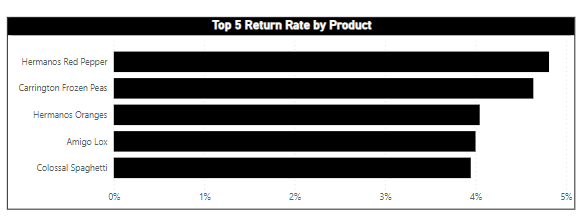 Top 5 Return Rate by Product
Hermanos Red Pepper
Carrington Frozen Peas
Hermanos Oranges
Amigo Lox
Colossal Spaghetti
0% 1% 2% 3% 4% 5%